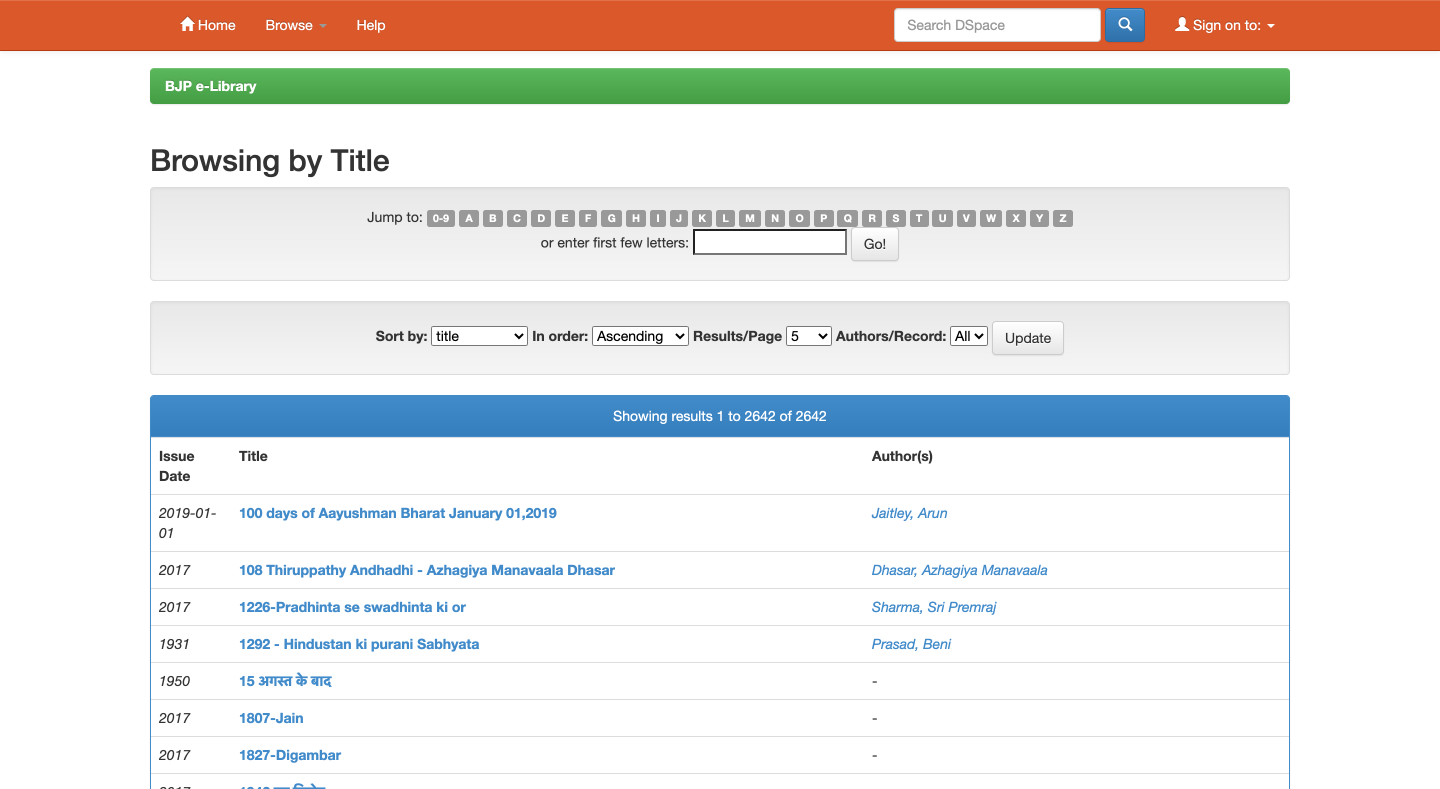 Home Browse Help Search DSpace Sign on to:
BJP e-Library
Browsing by Title
Jump to: 0-9 A B C D E F G H I J K L M N O P Q R S T U V W X Y Z
or enter first few letters: Go!
Sort by: title In order: Ascending Results/Page 5 Authors/Record: All Update
Showing results 1 to 2642 of 2642
Issue Date Title Author(s)
2019-01-01 100 days of Aayushman Bharat January 01,2019 Jaitley, Arun
2017 108 Thiruppathy Andhadhi - Azhagiya Manavaala Dhasar Dhasar, Azhagiya Manavaala
2017 1226-Pradhinta se swadhinta ki or Sharma, Sri Premraj
1931 1292 - Hindustan ki purani Sabhyata Prasad, Beni
1950 15 अगस्त के बाद -
2017 1807-Jain -
2017 1827-Digambar -